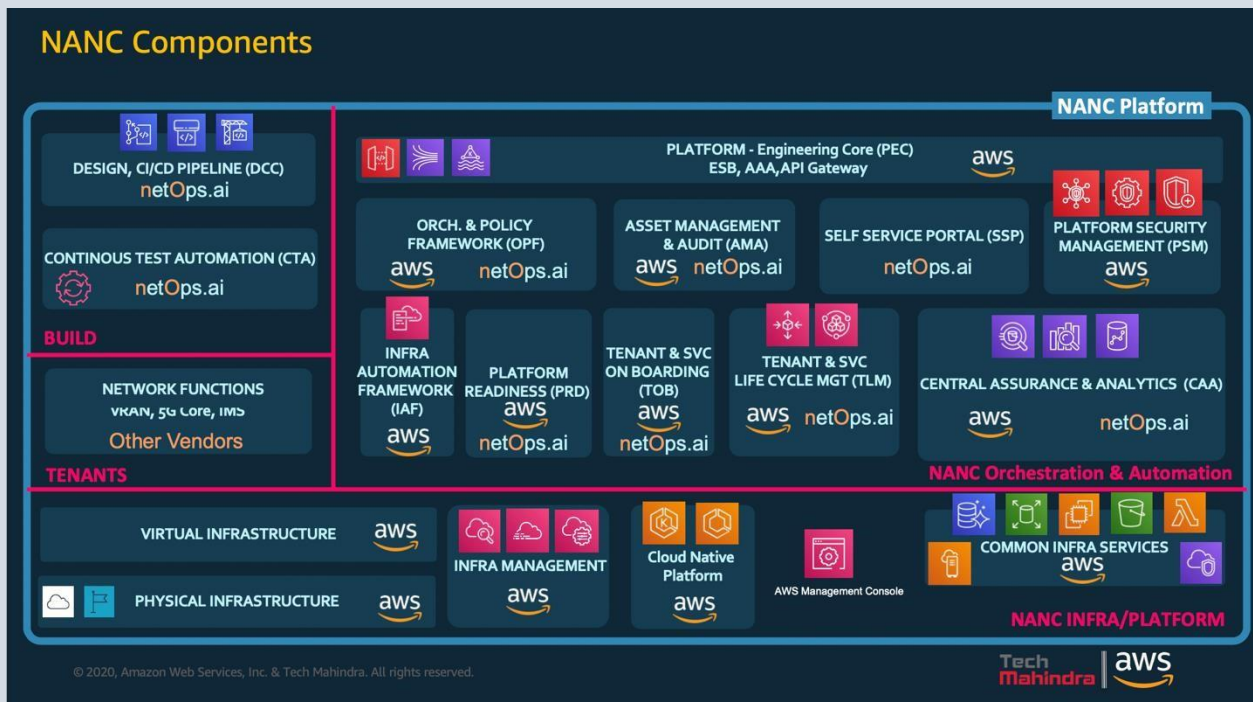 NANC Components
NANC Platform
DESIGN, CI/CD PIPELINE (DCC)
netOps.ai
CONTINOUS TEST AUTOMATION (CTA)
netOps.ai
BUILD
NETWORK FUNCTIONS
vRAN, 5G Core, IMS
Other Vendors
TENANTS
PLATFORM - Engineering Core (PEC)
ESB, AAA,API Gateway
aws
ORCH. & POLICY
FRAMEWORK (OPF)
aws netOps.ai
ASSET MANAGEMENT
& AUDIT (AMA)
aws netOps.ai
SELF SERVICE PORTAL (SSP)
netOps.ai
PLATFORM SECURITY
MANAGEMENT (PSM)
aws
INFRA
AUTOMATION
FRAMEWORK
(IAF)
aws
PLATFORM
READINESS (PRD)
aws
netOps.ai
TENANT & SVC
ON BOARDING
(TOB)
aws
netOps.ai
TENANT & SVC
LIFE CYCLE MGT (TLM)
aws netOps.ai
CENTRAL ASSURANCE & ANALYTICS (CAA)
aws netOps.ai
NANC Orchestration & Automation
VIRTUAL INFRASTRUCTURE aws
PHYSICAL INFRASTRUCTURE aws
INFRA MANAGEMENT
aws
K
Cloud Native
Platform
aws
AWS Management Console
COMMON INFRA SERVICES
aws
NANC INFRA/PLATFORM
© 2020, Amazon Web Services, Inc. & Tech Mahindra. All rights reserved.
Tech
Mahindra
aws